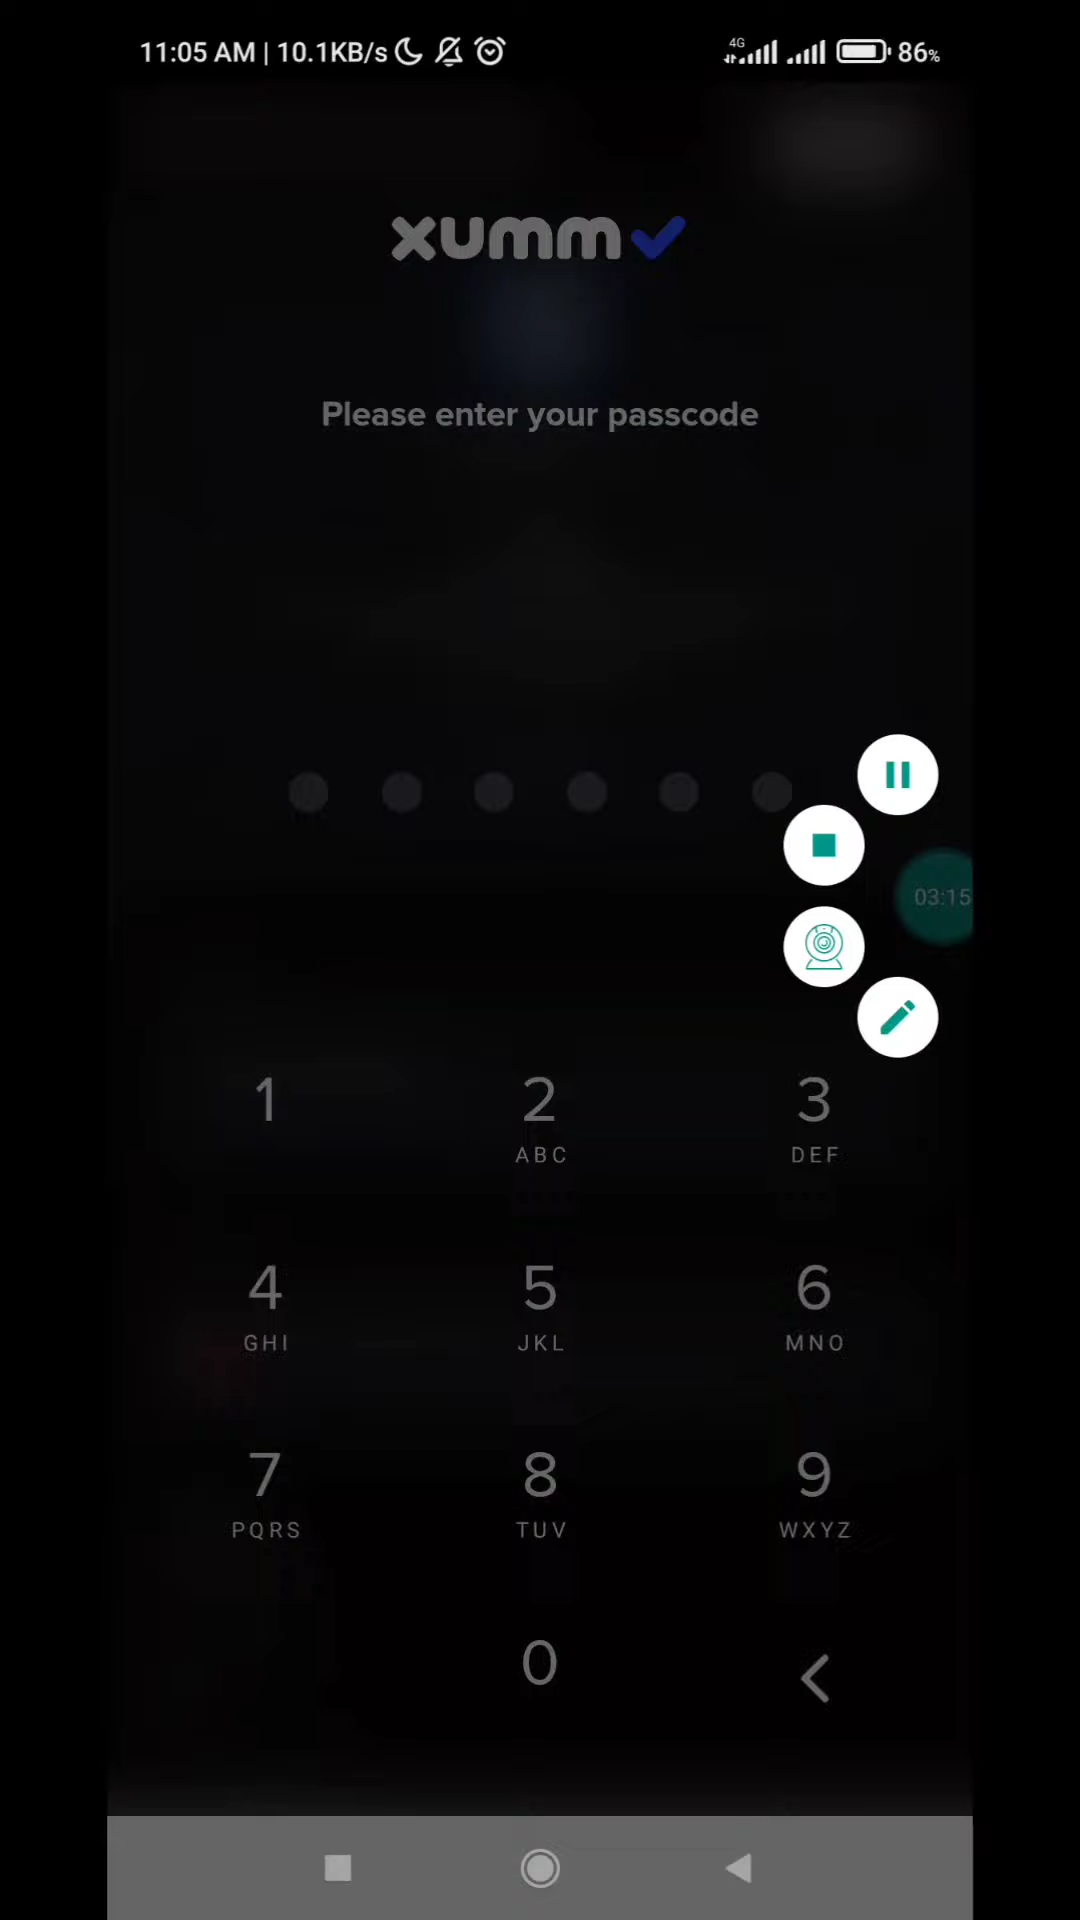 11:05 AM | 10.1KB/s 4G 86%
xumm
Please enter your passcode
03:15
1 2 3
ABC DEF
4 5 6
GHI JKL MNO
7 8 9
PQRS TUV WXYZ
0